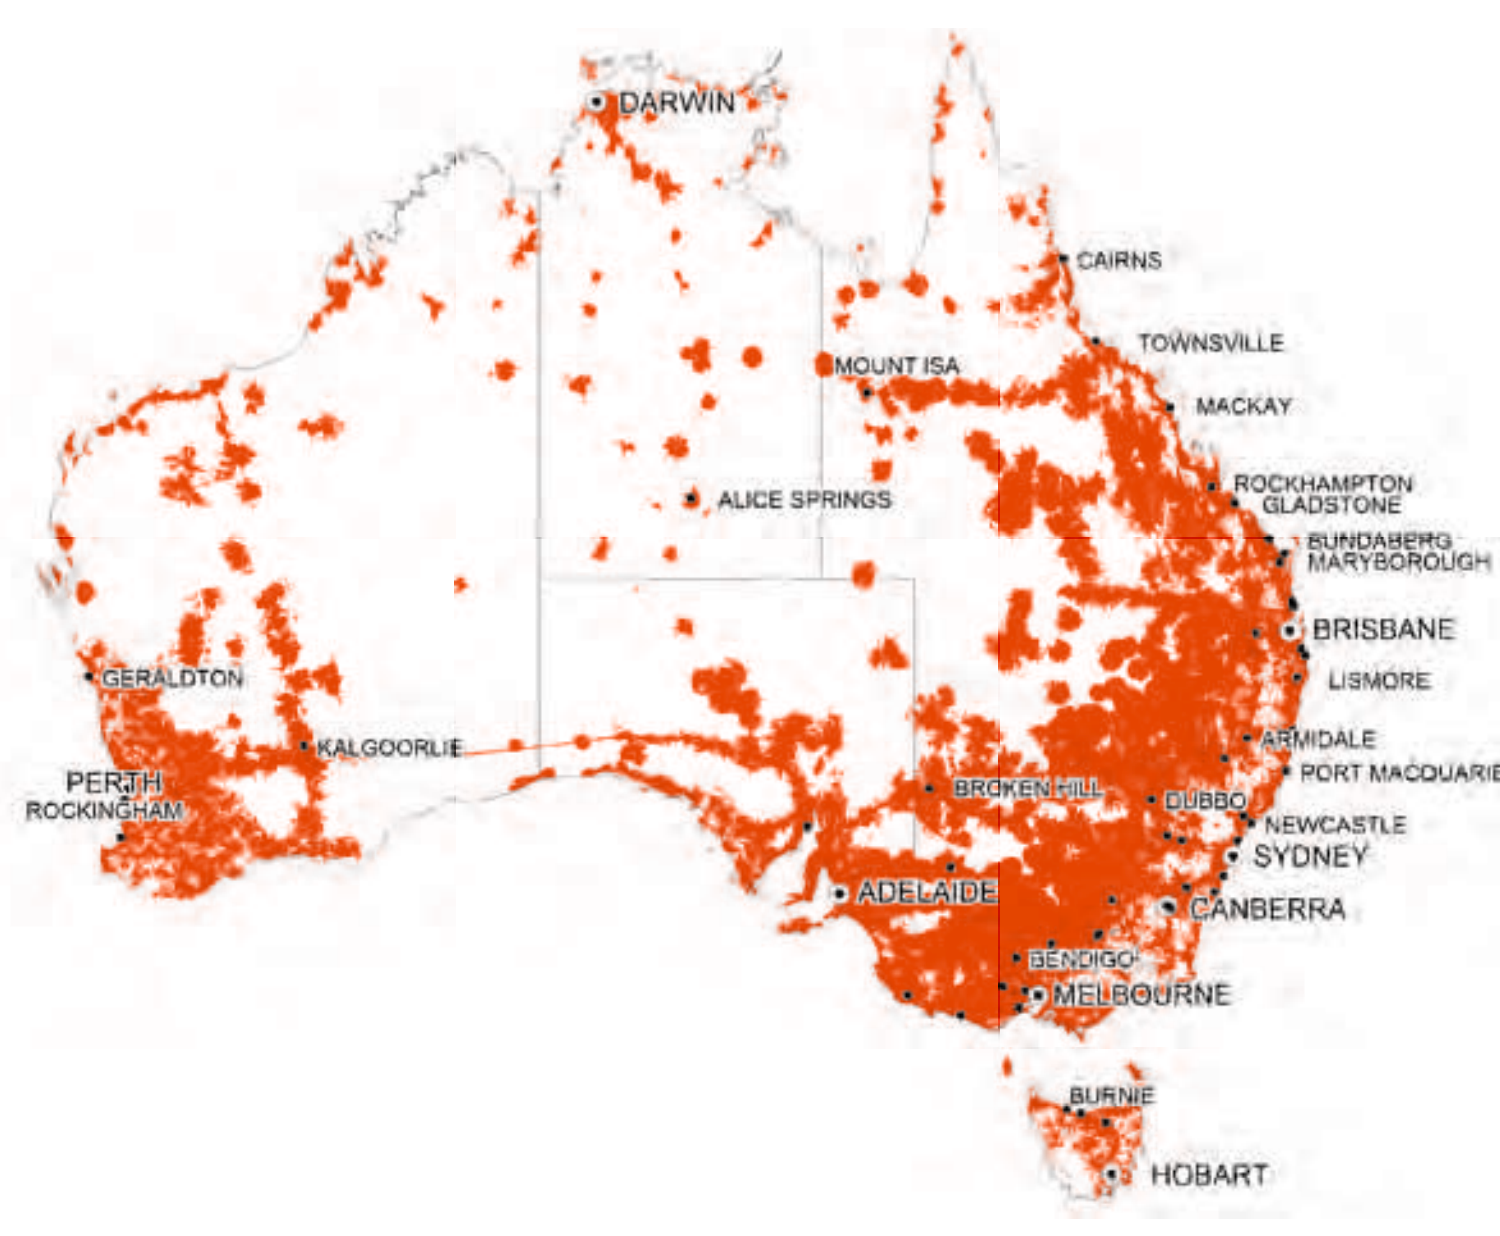 DARWIN
CAIRNS
TOWNSVILLE
MOUNT ISA
MACKAY
ROCKHAMPTON
ALICE SPRINGS
GLADSTONE
BUNDABERG
MARYBOROUGH
BRISBANE
GERALDTON
LISMORE
ARMIDALE
KALGOORLIE
PORT MACQUARIE
PERTH
BROKEN HILL
DUBBO
ROCKINGHAM
NEWCASTLE
SYDNEY
ADELAIDE
CANBERRA
BENDIGO
MELBOURNE
BURNIE
HOBART